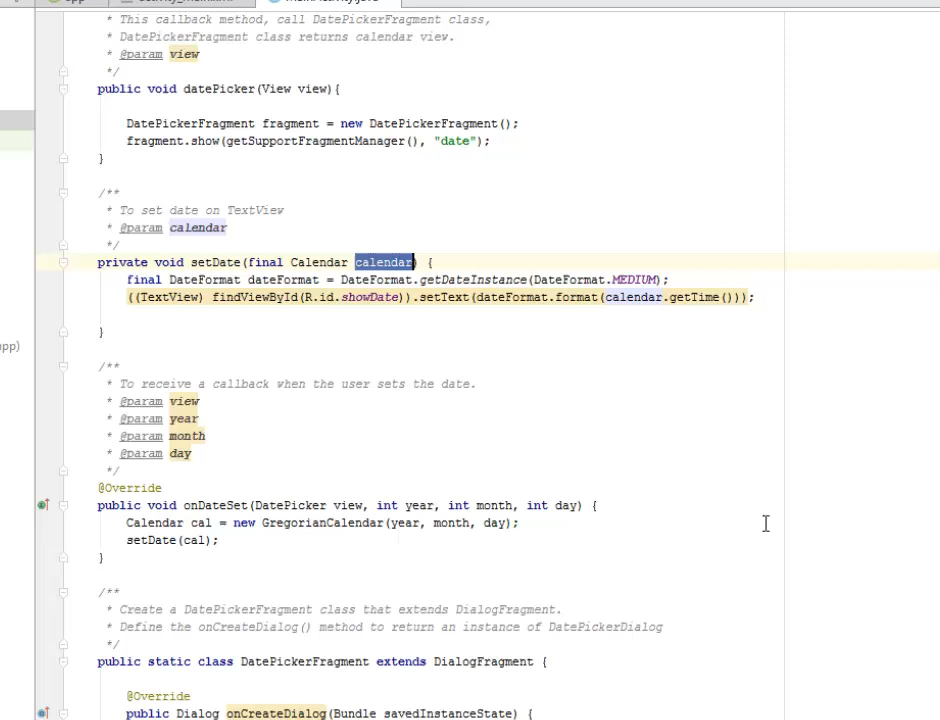 * This callback method, call DatePickerFragment class,
* DatePickerFragment class returns calendar view.
* @param view
*/
public void datePicker(View view){
DatePickerFragment fragment = new DatePickerFragment();
fragment.show(getSupportFragmentManager(), "date");
}
/**
* To set date on TextView
* @param calendar
*/
private void setDate(final Calendar calendar) {
final DateFormat dateFormat = DateFormat.getDateInstance(DateFormat.MEDIUM);
((TextView) findViewById(R.id.showDate)).setText(dateFormat.format(calendar.getTime()));
}
pp)
/**
* To receive a callback when the user sets the date.
* @param view
* @param year
* @param month
* @param day
*/
@Override
public void onDateSet(DatePicker view, int year, int month, int day) {
Calendar cal = new GregorianCalendar(year, month, day);
setDate(cal);
}
/**
* Create a DatePickerFragment class that extends DialogFragment.
* Define the onCreateDialog() method to return an instance of DatePickerDialog
*/
public static class DatePickerFragment extends DialogFragment {
@Override
public Dialog onCreateDialog(Bundle savedInstanceState) {